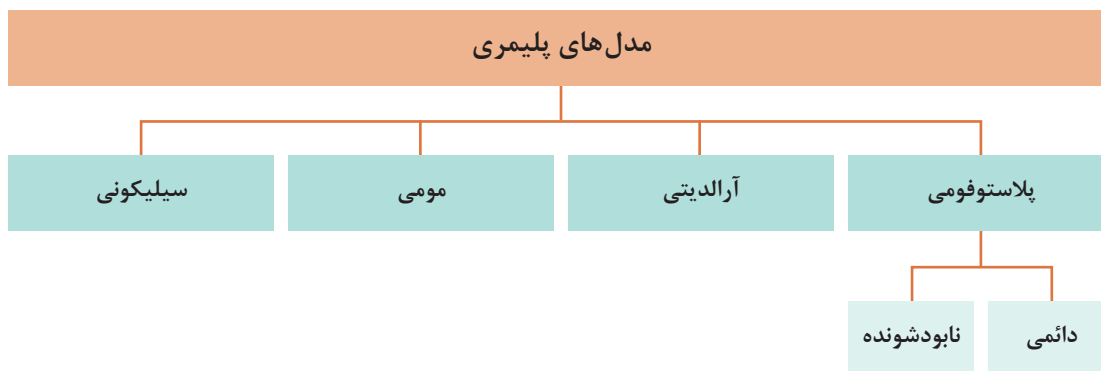 مدل‌های پلیمری
پلاستوفومی
آرالدیتی
مومی
سیلیکونی
دائمی
نابودشونده